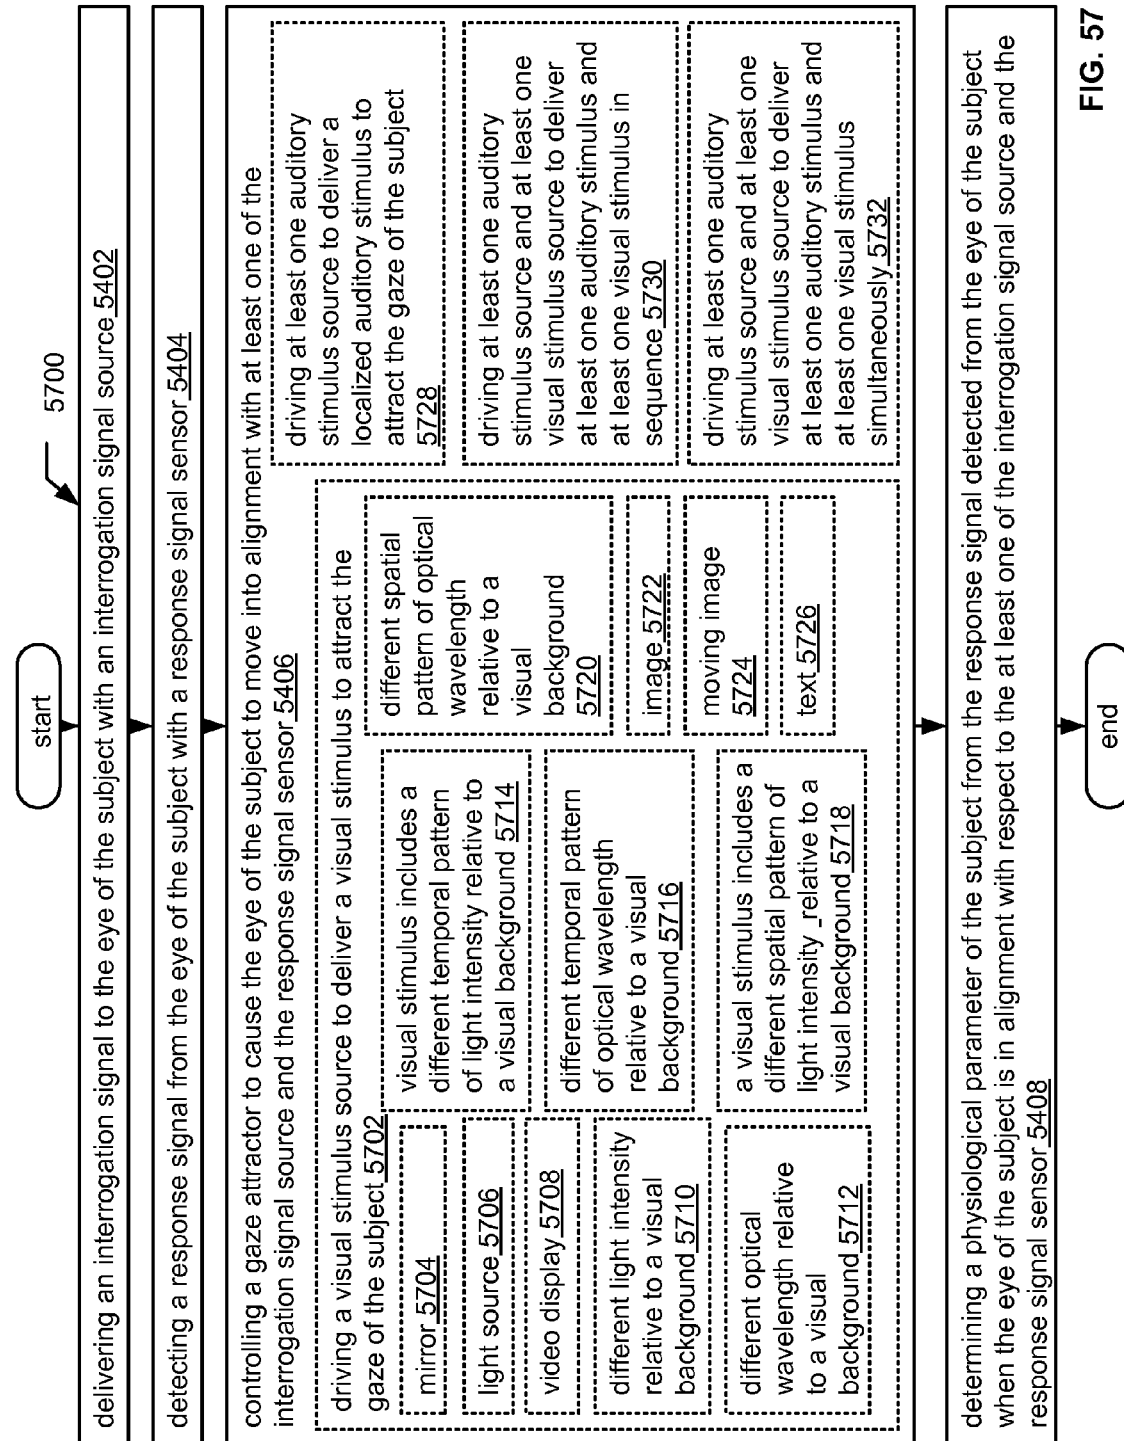 start
5700
delivering an interrogation signal to the eye of the subject with an interrogation signal source 5402
detecting a response signal from the eye of the subject with a response signal sensor 5404
controlling a gaze attractor to cause the eye of the subject to move into alignment with at least one of the
interrogation signal source and the response signal sensor 5406
driving a visual stimulus source to deliver a visual stimulus to attract the
gaze of the subject 5702
mirror 5704
light source 5706
video display 5708
different light intensity
relative to a visual
background 5710
different optical
wavelength relative
to a visual
background 5712
visual stimulus includes a
different temporal pattern
of light intensity relative to
a visual background 5714
different temporal pattern
of optical wavelength
relative to a visual
background 5716
a visual stimulus includes a
different spatial pattern of
light intensity_relative to a
visual background 5718
different spatial
pattern of optical
wavelength
relative to a
visual
background
5720
image 5722
moving image
5724
text 5726
driving at least one auditory
stimulus source to deliver a
localized auditory stimulus to
attract the gaze of the subject
5728
driving at least one auditory
stimulus source and at least one
visual stimulus source to deliver
at least one auditory stimulus and
at least one visual stimulus in
sequence 5730
driving at least one auditory
stimulus source and at least one
visual stimulus source to deliver
at least one auditory stimulus and
at least one visual stimulus
simultaneously 5732
determining a physiological parameter of the subject from the response signal detected from the eye of the subject
when the eye of the subject is in alignment with respect to the at least one of the interrogation signal source and the
response signal sensor 5408
end
FIG. 57